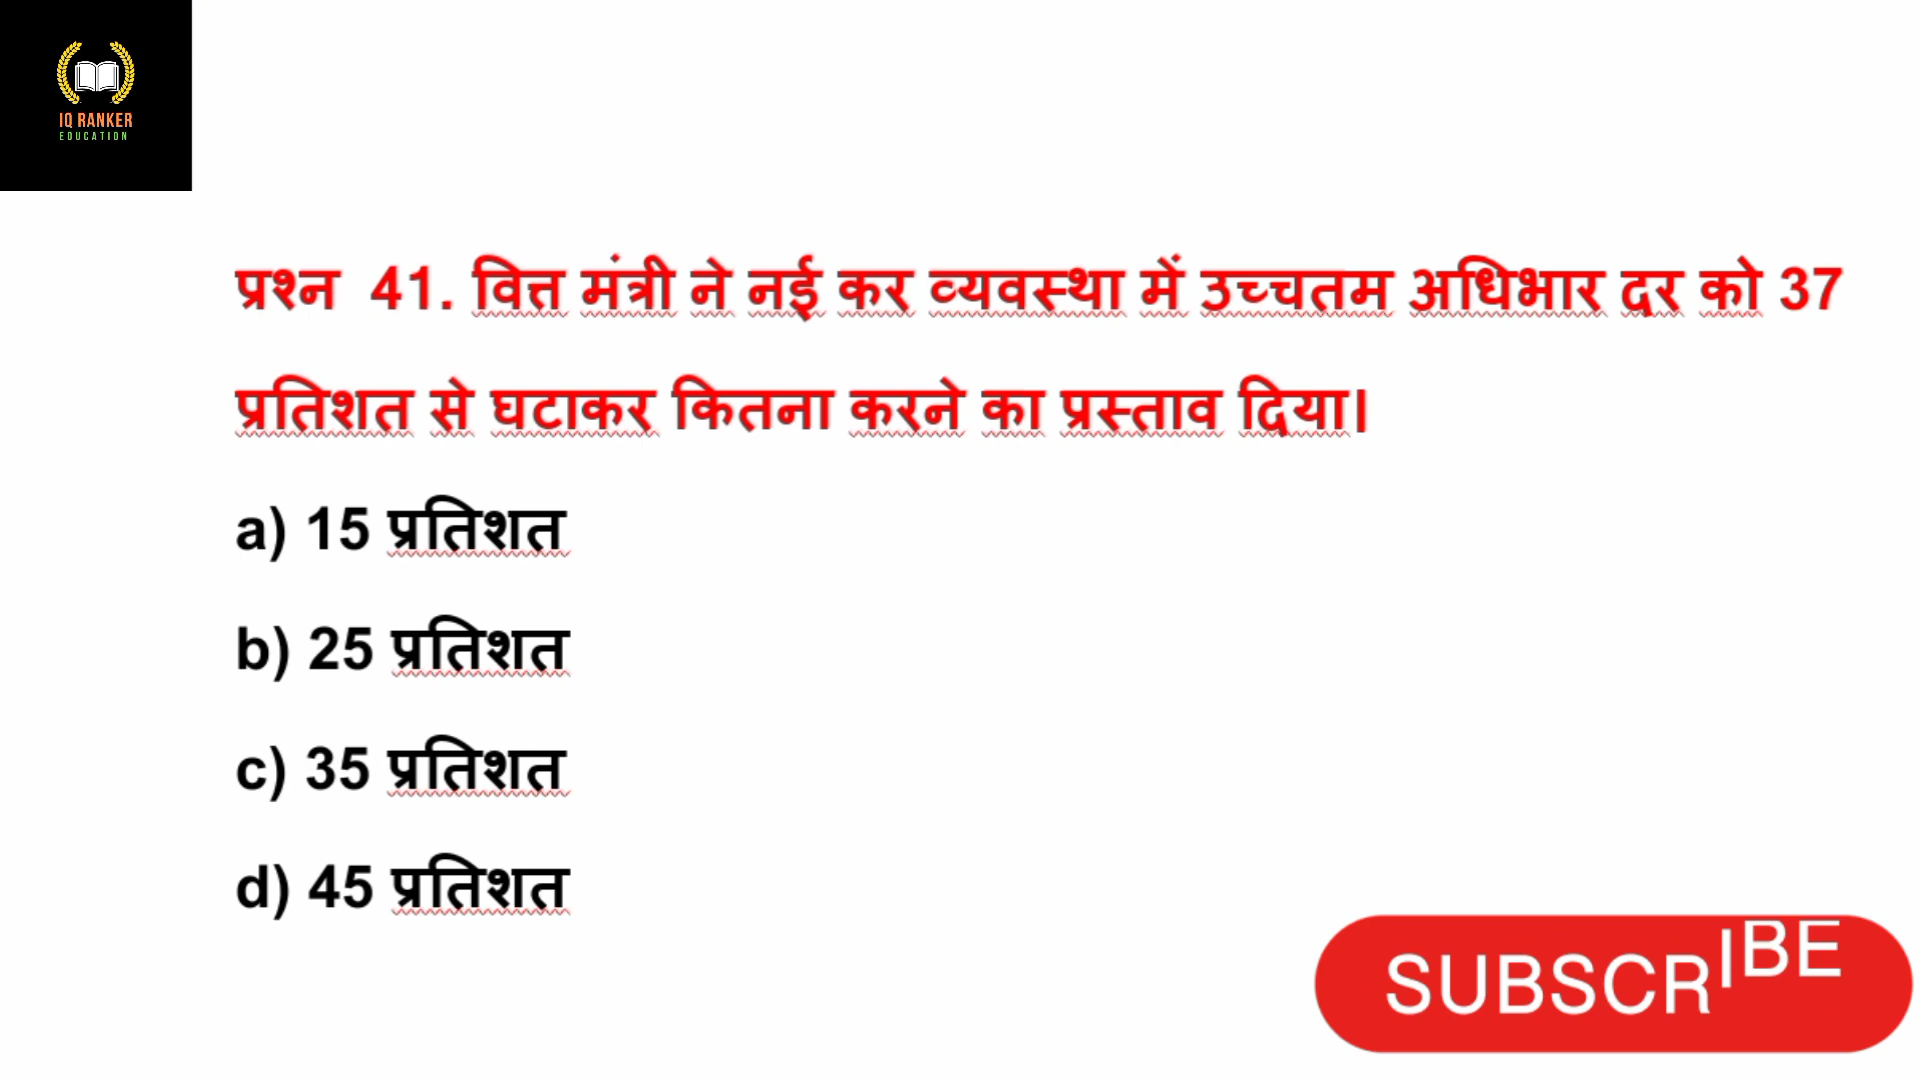 IQ RANKER
EDUCATION
प्रश्न 41. वित्त मंत्री ने नई कर व्यवस्था में उच्चतम अधिभार दर को 37
प्रतिशत से घटाकर कितना करने का प्रस्ताव दिया।
a) 15 प्रतिशत
b) 25 प्रतिशत
c) 35 प्रतिशत
d) 45 प्रतिशत
SUBSCRIBE